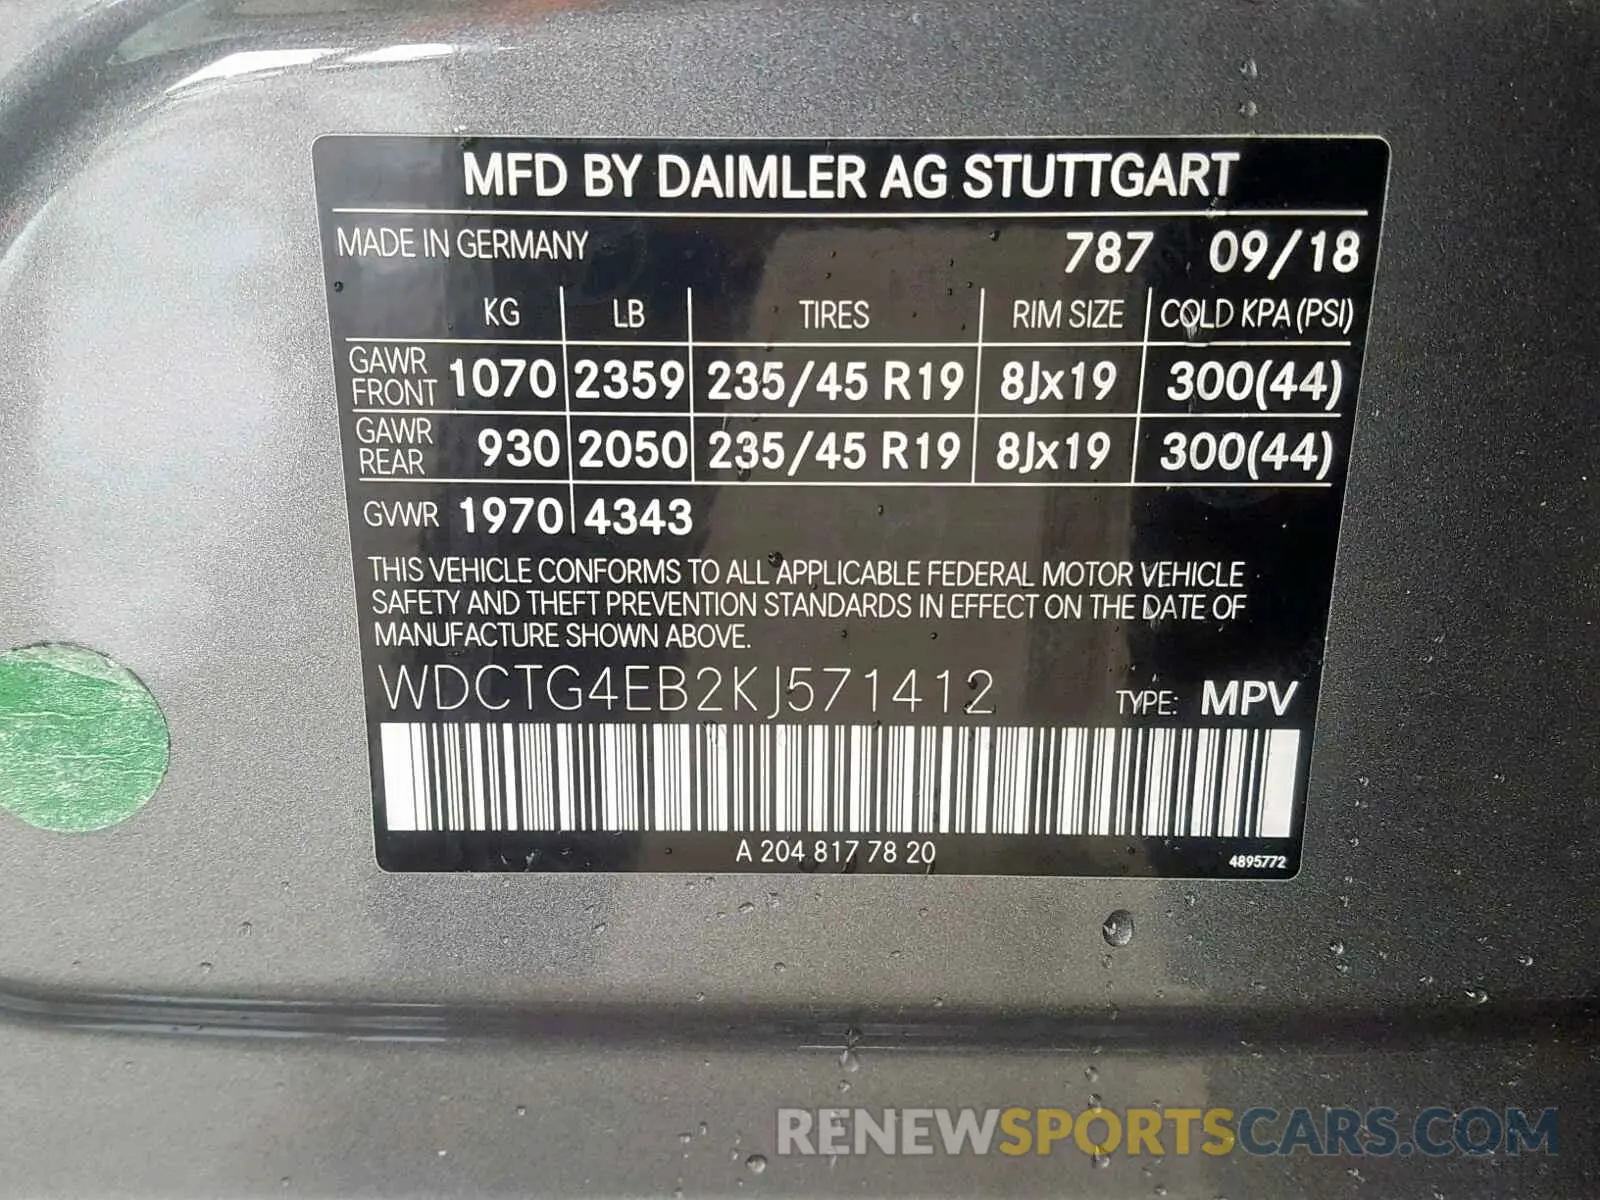 MFD BY DAIMLER AG STUTTGART
MADE IN GERMANY 787 09/18
KG LB TIRES RIM SIZE COLD KPA (PSI)
GAWR FRONT 1070 2359 235/45 R19 8Jx19 300(44)
GAWR REAR 930 2050 235/45 R19 8Jx19 300(44)
GVWR 1970 4343
THIS VEHICLE CONFORMS TO ALL APPLICABLE FEDERAL MOTOR VEHICLE
SAFETY AND THEFT PREVENTION STANDARDS IN EFFECT ON THE DATE OF
MANUFACTURE SHOWN ABOVE.
WDCTG4EB2KJ571412 TYPE: MPV
A 204 817 78 20
4895772
RENEWSPORTSCARS.COM